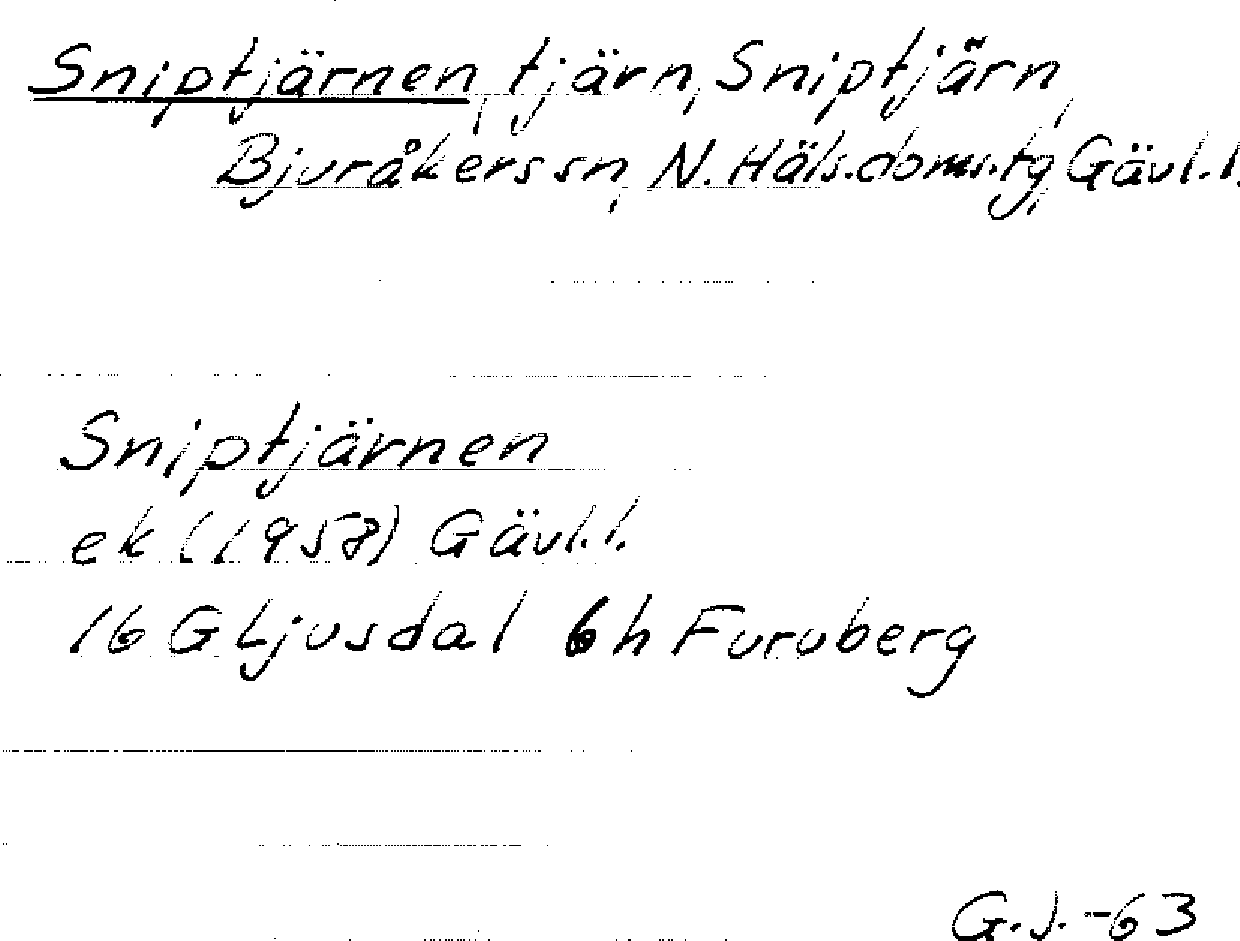 Sniptjärnen, tjärn, Sniptjärn,
Bjuråkers sn, N. Häls. doms. tg, Gävl. l.
Sniptjärnen
ek (1958) Gävl. l.
16 G Ljusdal 6h Furuberg
G. J. -63